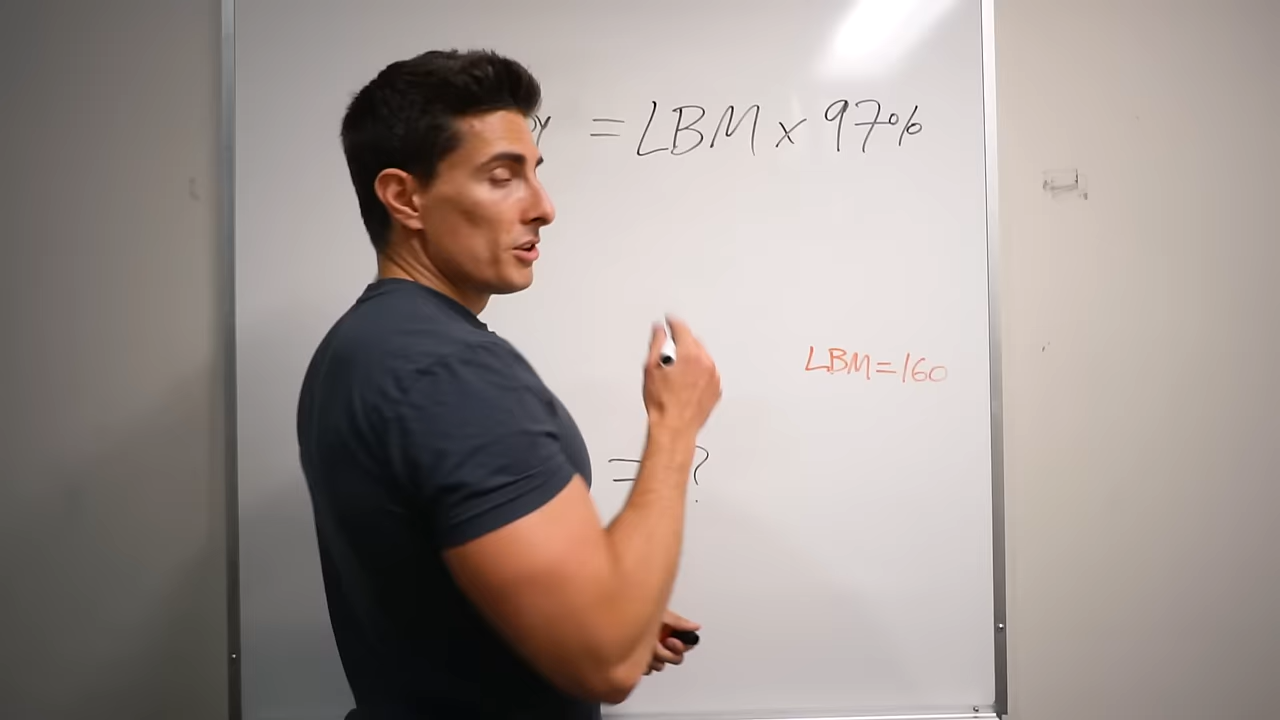 = LBM x 97%
LBM=160
= ?